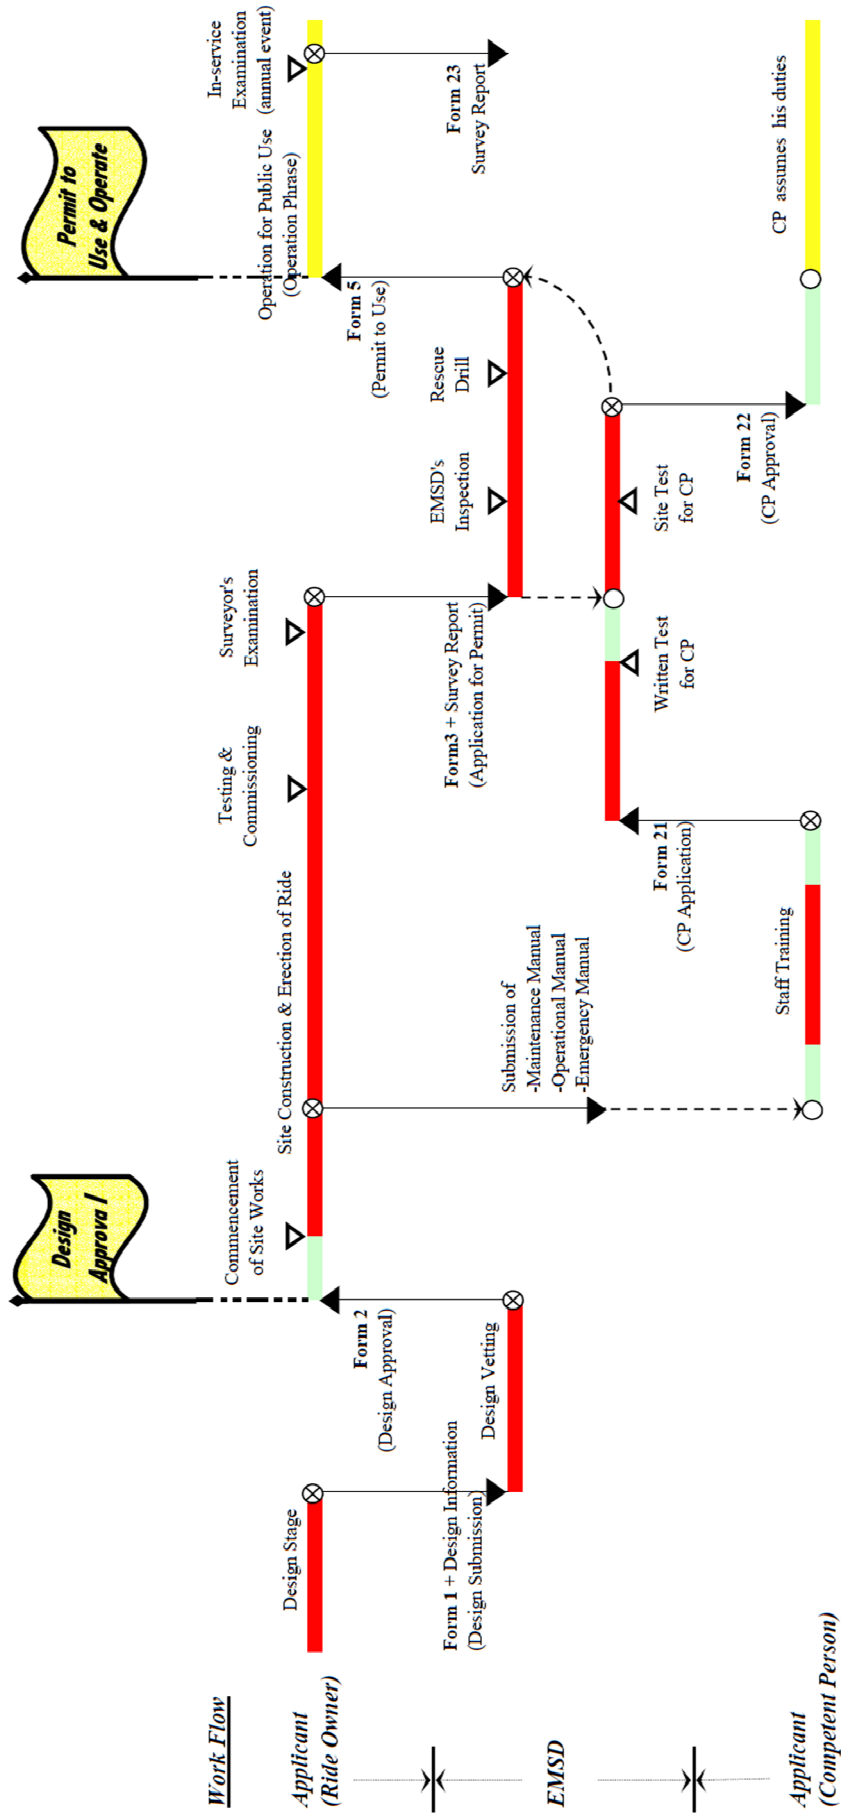 Work Flow
Applicant
(Ride Owner)
EMSD
Applicant
(Competent Person)
Design Stage
Form 1 + Design Information
(Design Submission)
Design Vetting
Form 2
(Design Approval)
Design
Approva l
Commencement
of Site Works
Site Construction & Erection of Ride
Submission of
-Maintenance Manual
-Operational Manual
-Emergency Manual
Staff Training
Form 21
(CP Application)
Testing &
Commissioning
Surveyor's
Examination
Form3 + Survey Report
(Application for Permit)
Written Test
for CP
EMSD's
Inspection
Rescue
Drill
Site Test
for CP
Form 22
(CP Approval)
Form 5
(Permit to Use)
Permit to
Use & Operate
Operation for Public Use
(Operation Phrase)
In-service
Examination
(annual event)
Form 23
Survey Report
CP assumes his duties